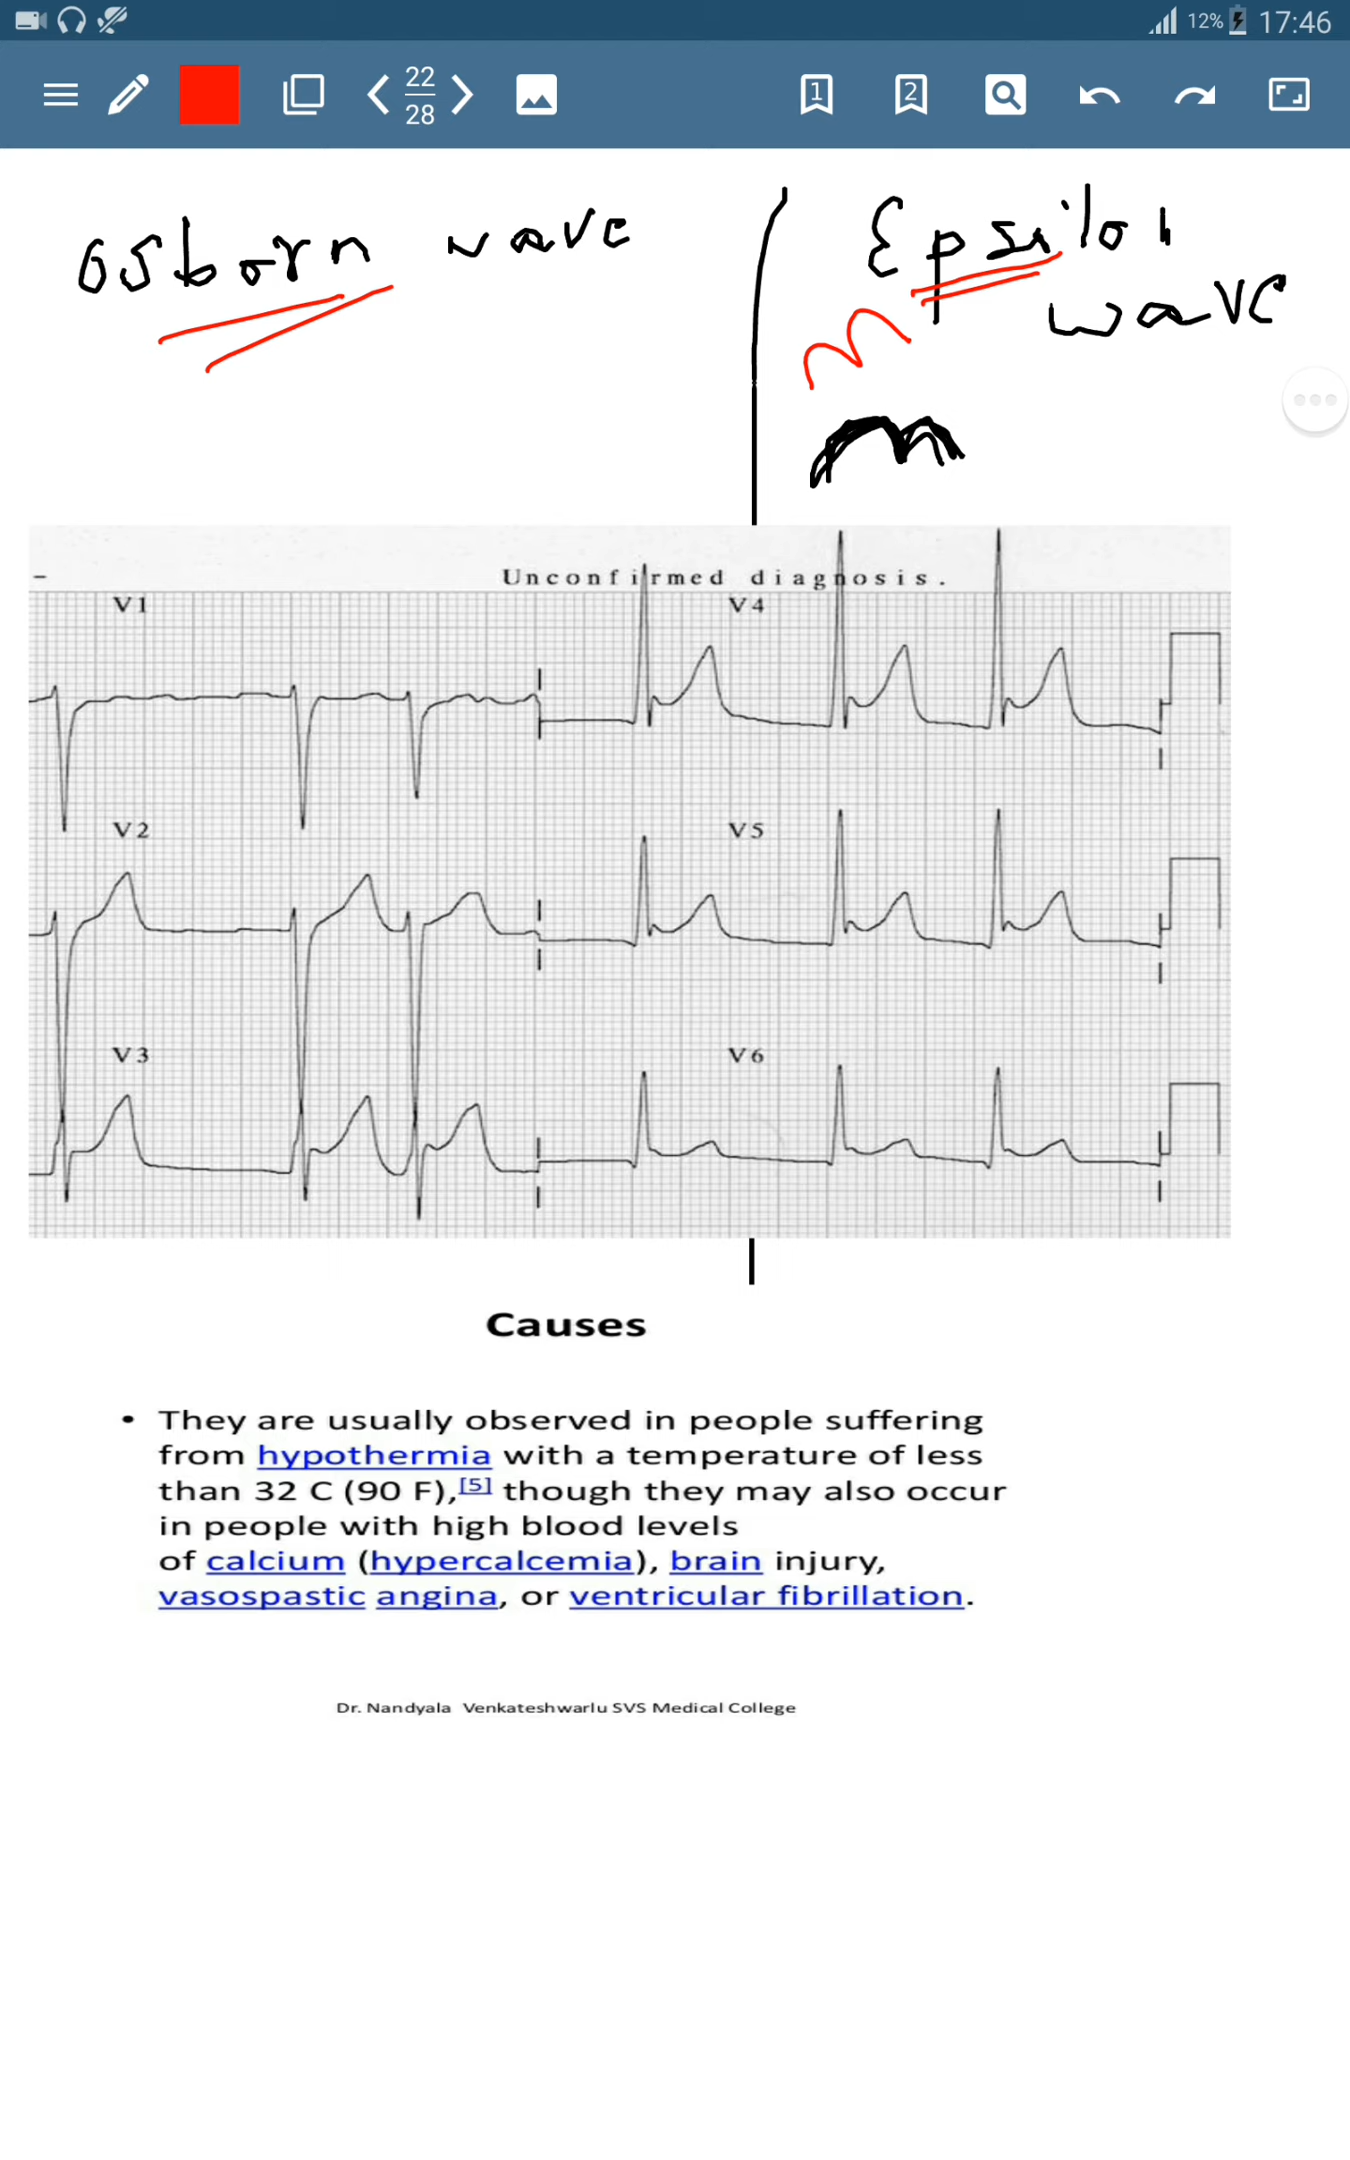 12% 17:46
22
28
1
2
Osborn wave
Epsilon
wave
Unconfirmed diagnosis.
V1
V4
V2
V5
V3
V6
Causes
• They are usually observed in people suffering
from hypothermia with a temperature of less
than 32 C (90 F),[5] though they may also occur
in people with high blood levels
of calcium (hypercalcemia), brain injury,
vasospastic angina, or ventricular fibrillation.
Dr. Nandyala Venkateshwarlu SVS Medical College